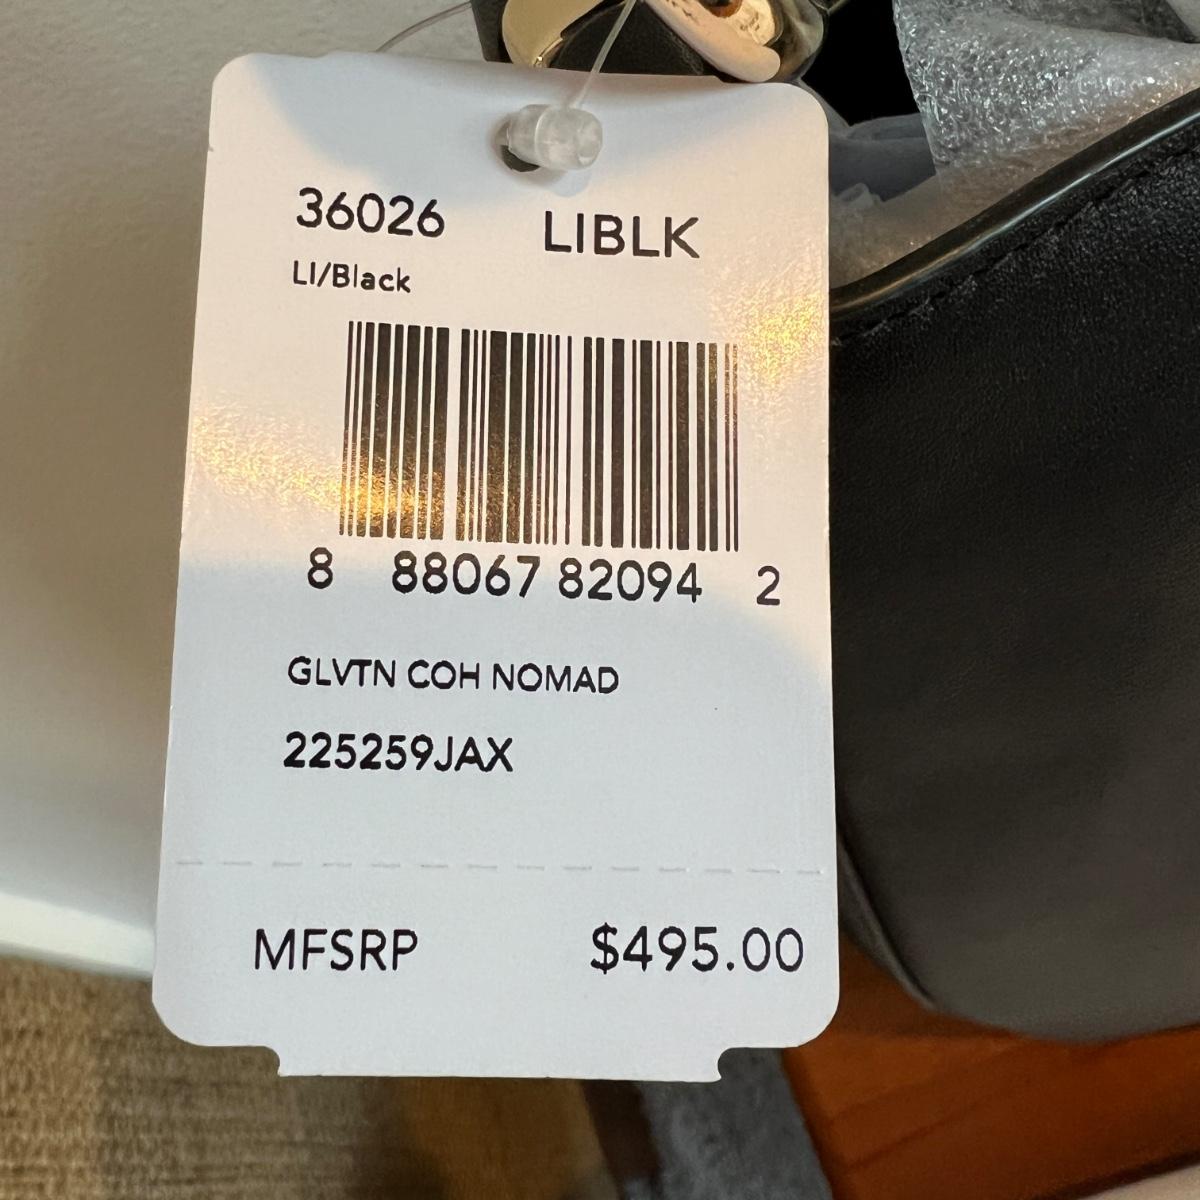 36026 LIBLK
LI/Black
8 88067 82094 2
GLVTN COH NOMAD
225259JAX
MFSRP $495.00